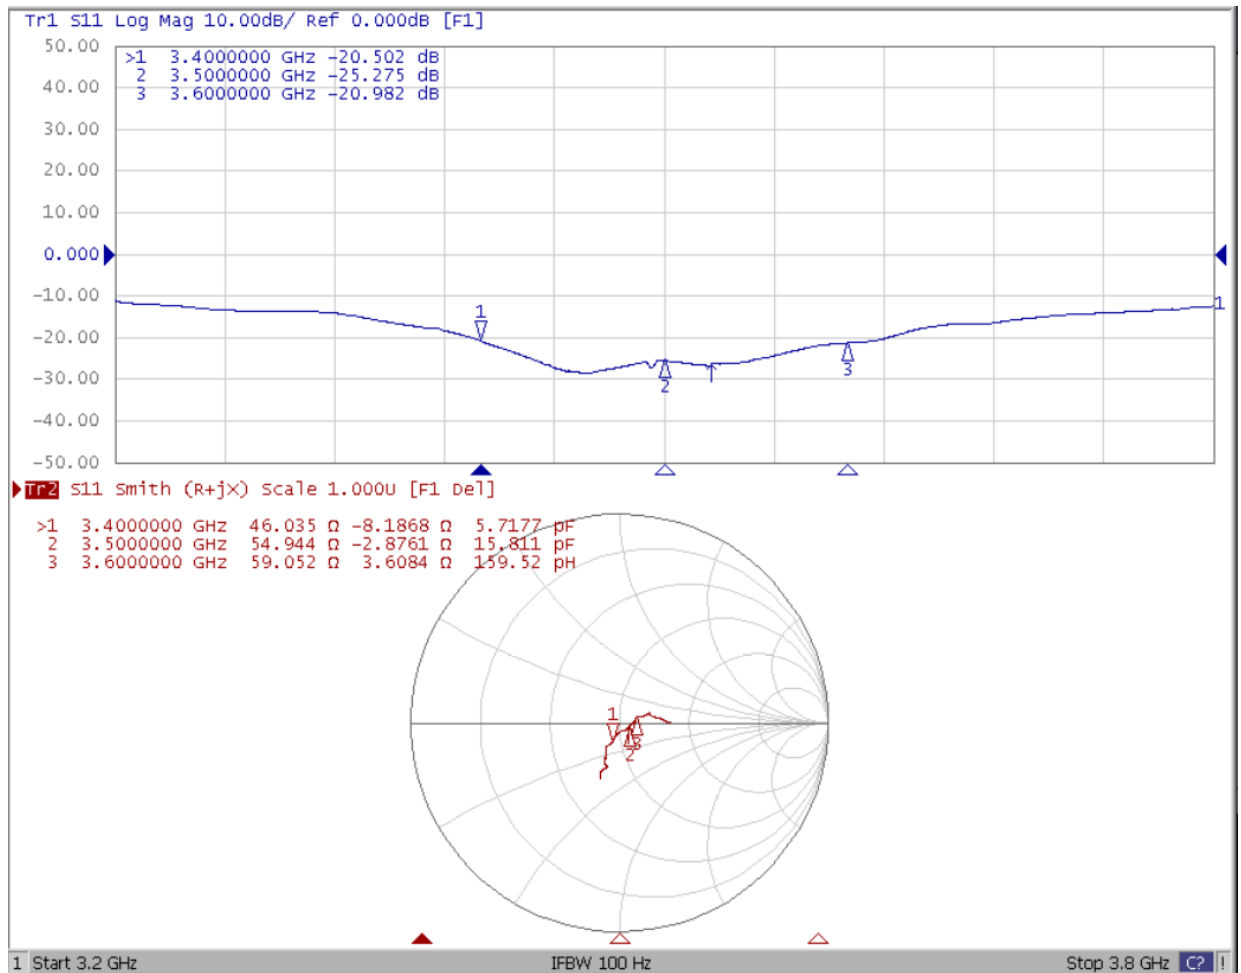 Tr1 S11 Log Mag 10.00dB/ Ref 0.000dB [F1]
50.00
>1 3.4000000 GHz -20.502 dB
2 3.5000000 GHz -25.275 dB
3 3.6000000 GHz -20.982 dB
40.00
30.00
20.00
10.00
0.000
-10.00
1
1
-20.00
-30.00
2
3
-40.00
-50.00
Tr2 S11 Smith (R+jX) Scale 1.000U [F1 Del]
>1 3.4000000 GHz 46.035 Ω -8.1868 Ω 5.7177 pF
2 3.5000000 GHz 54.944 Ω -2.8761 Ω 15.811 pF
3 3.6000000 GHz 59.052 Ω 3.6084 Ω 159.52 pH
1
3
2
1 Start 3.2 GHz IFBW 100 Hz Stop 3.8 GHz C? !